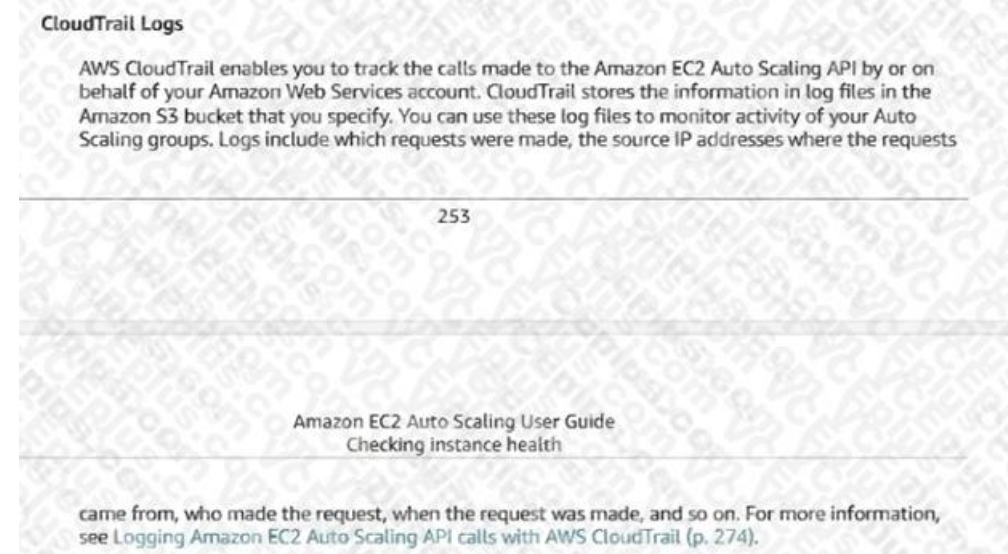 CloudTrail Logs
AWS CloudTrail enables you to track the calls made to the Amazon EC2 Auto Scaling API by or on
behalf of your Amazon Web Services account. CloudTrail stores the information in log files in the
Amazon S3 bucket that you specify. You can use these log files to monitor activity of your Auto
Scaling groups. Logs include which requests were made, the source IP addresses where the requests
253
Amazon EC2 Auto Scaling User Guide
Checking instance health
came from, who made the request, when the request was made, and so on. For more information,
see Logging Amazon EC2 Auto Scaling API calls with AWS CloudTrail (p. 274).